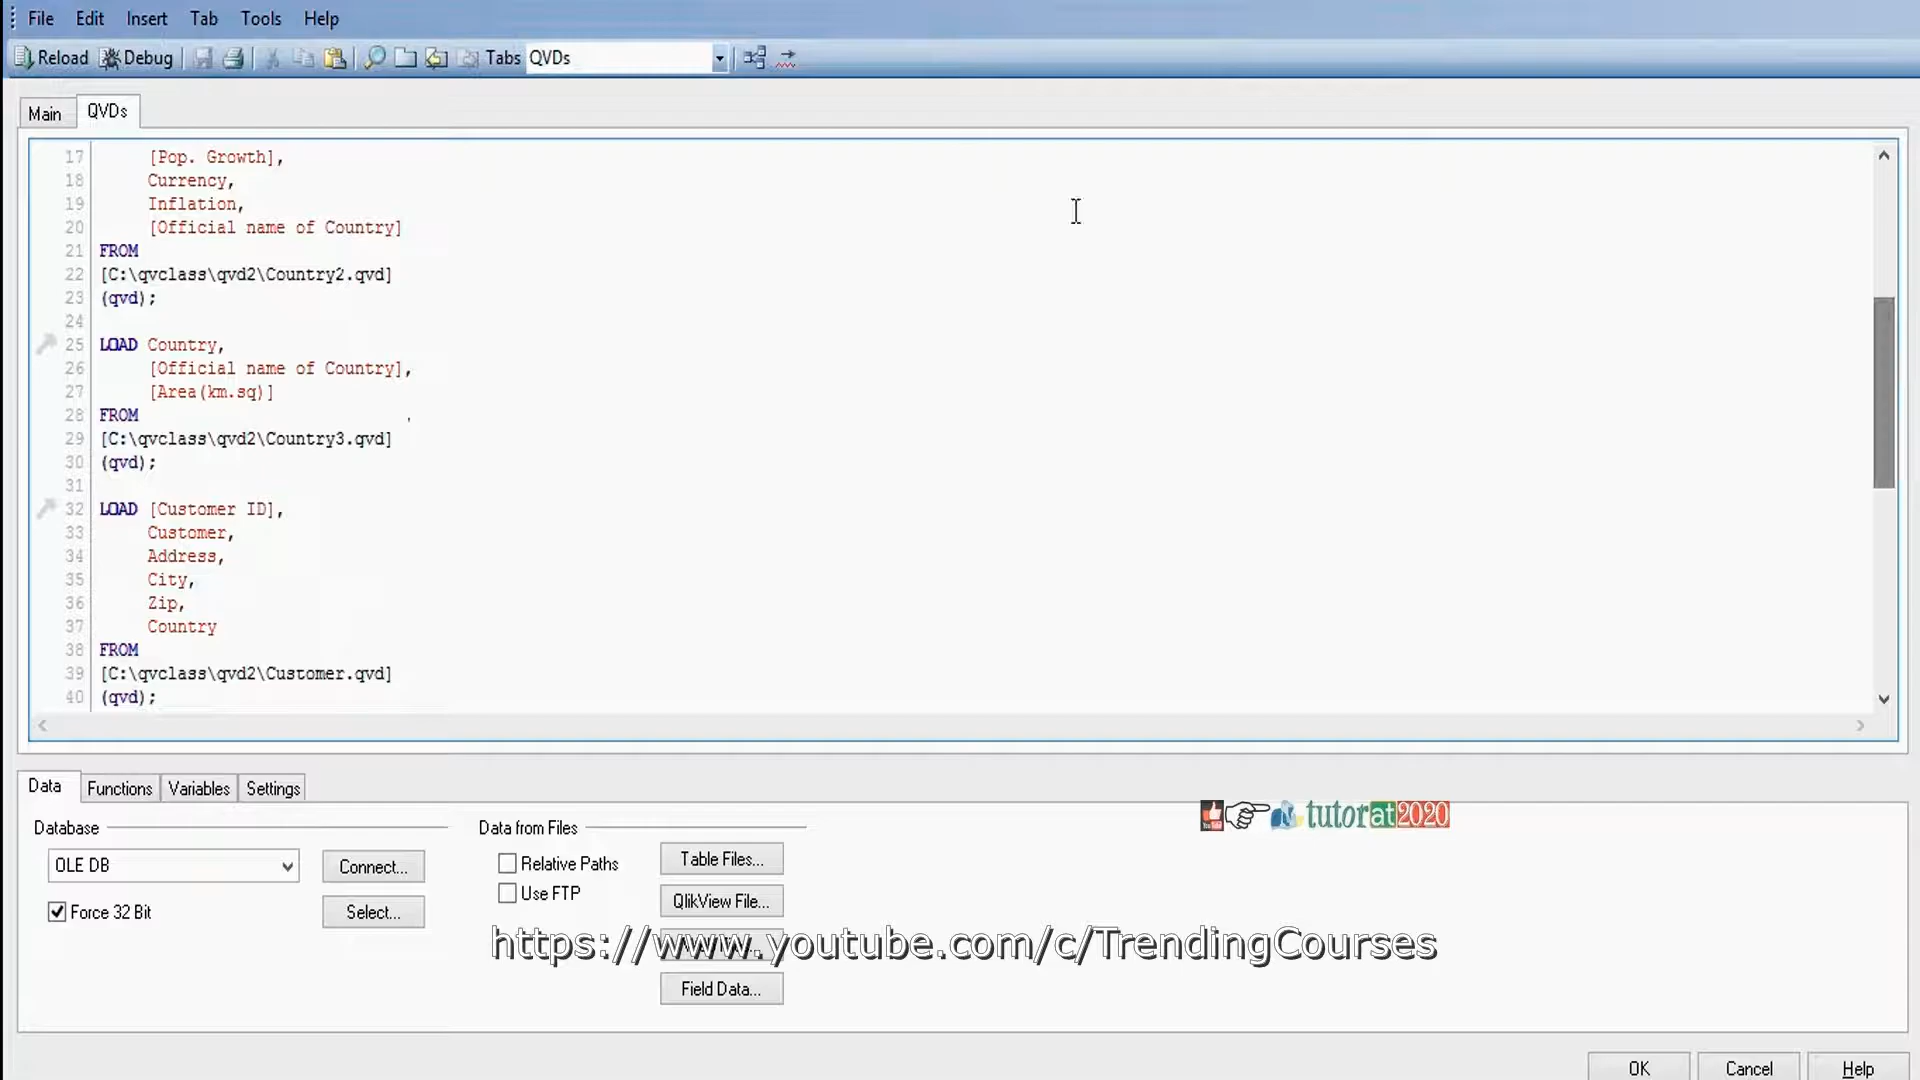 File Edit Insert Tab Tools Help
Reload Debug Tabs QVDs
Main QVDs
17 [Pop. Growth],
18 Currency,
19 Inflation,
20 [Official name of Country]
21 FROM
22 [C:\qvclass\qvd2\Country2.qvd]
23 (qvd);
24
25 LOAD Country,
26 [Official name of Country],
27 [Area(km.sq)]
28 FROM
29 [C:\qvclass\qvd2\Country3.qvd]
30 (qvd);
31
32 LOAD [Customer ID],
33 Customer,
34 Address,
35 City,
36 Zip,
37 Country
38 FROM
39 [C:\qvclass\qvd2\Customer.qvd]
40 (qvd);
Data Functions Variables Settings
Database
OLE DB Connect...
Force 32 Bit Select...
Data from Files
Relative Paths Table Files...
Use FTP QlikView File...
Field Data...
tutorat2020
https://www.youtube.com/c/TrendingCourses
OK Cancel Help